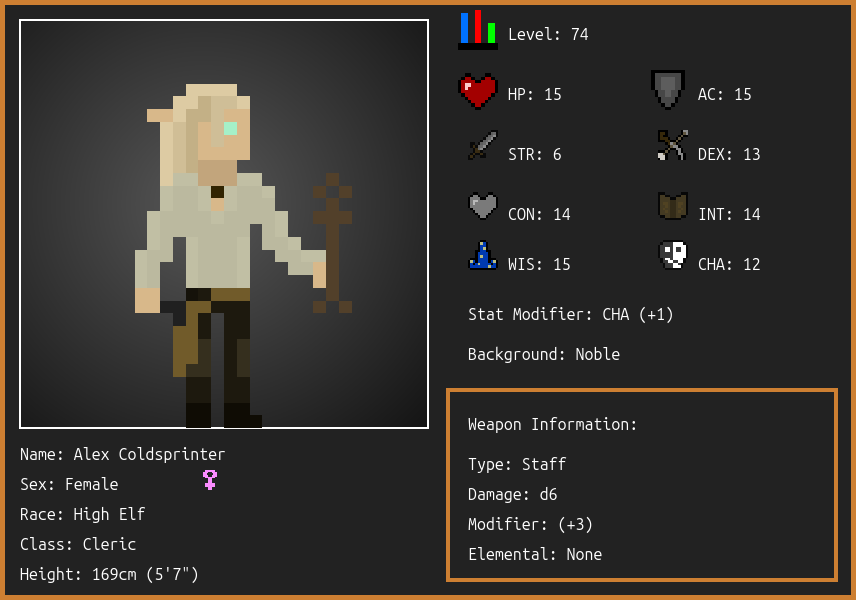 Level: 74
HP: 15
AC: 15
STR: 6
DEX: 13
CON: 14
INT: 14
WIS: 15
CHA: 12
Stat Modifier: CHA (+1)
Background: Noble
Weapon Information:
Type: Staff
Damage: d6
Modifier: (+3)
Elemental: None
Name: Alex Coldsprinter
Sex: Female
Race: High Elf
Class: Cleric
Height: 169cm (5'7")